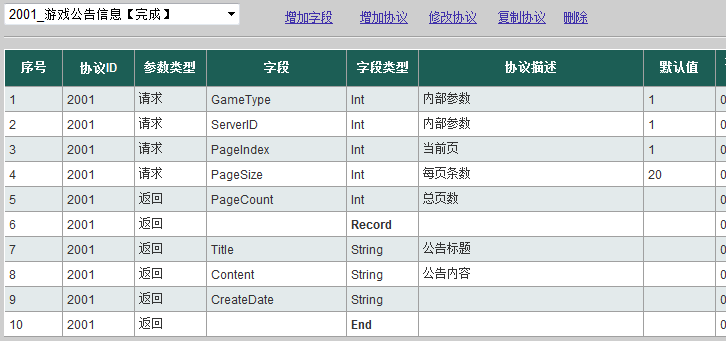 2001_游戏公告信息【完成】 增加字段 增加协议 修改协议 复制协议 删除
序号 协议ID 参数类型 字段 字段类型 协议描述 默认值
1 2001 请求 GameType Int 内部参数 1 0
2 2001 请求 ServerID Int 内部参数 1 0
3 2001 请求 PageIndex Int 当前页 1 0
4 2001 请求 PageSize Int 每页条数 20 0
5 2001 返回 PageCount Int 总页数 0
6 2001 返回 Record 0
7 2001 返回 Title String 公告标题 0
8 2001 返回 Content String 公告内容 0
9 2001 返回 CreateDate String 0
10 2001 返回 End 0